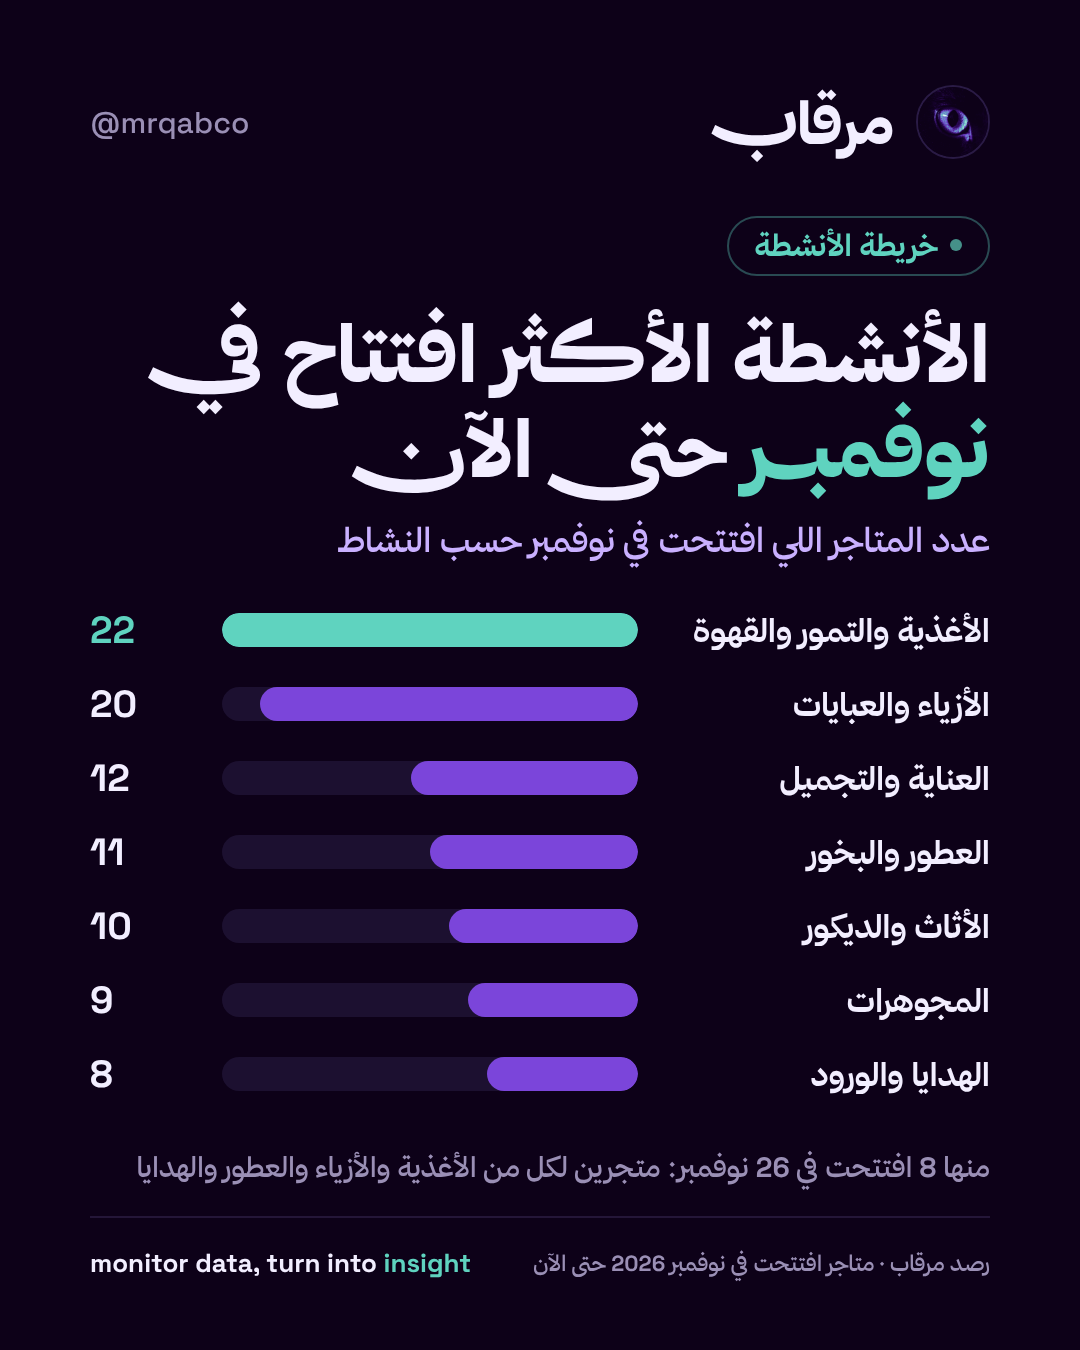 مرقاب
@mrqabco
خريطة الأنشطة
الأنشطة الأكثر افتتاح في
نوفمبر حتى الآن
عدد المتاجر اللي افتتحت في نوفمبر حسب النشاط
الأغذية والتمور والقهوة 22
الأزياء والعبايات 20
العناية والتجميل 12
العطور والبخور 11
الأثاث والديكور 10
المجوهرات 9
الهدايا والورود 8
منها 8 افتتحت في 26 نوفمبر: متجرين لكل من الأغذية والأزياء والعطور والهدايا
رصد مرقاب · متاجر افتتحت في نوفمبر 2026 حتى الآن
monitor data, turn into insight